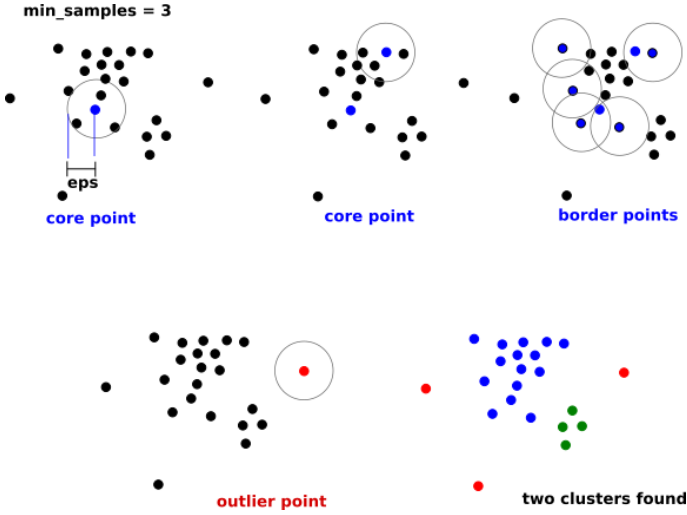 min_samples = 3
eps
core point
core point
border points
outlier point
two clusters found